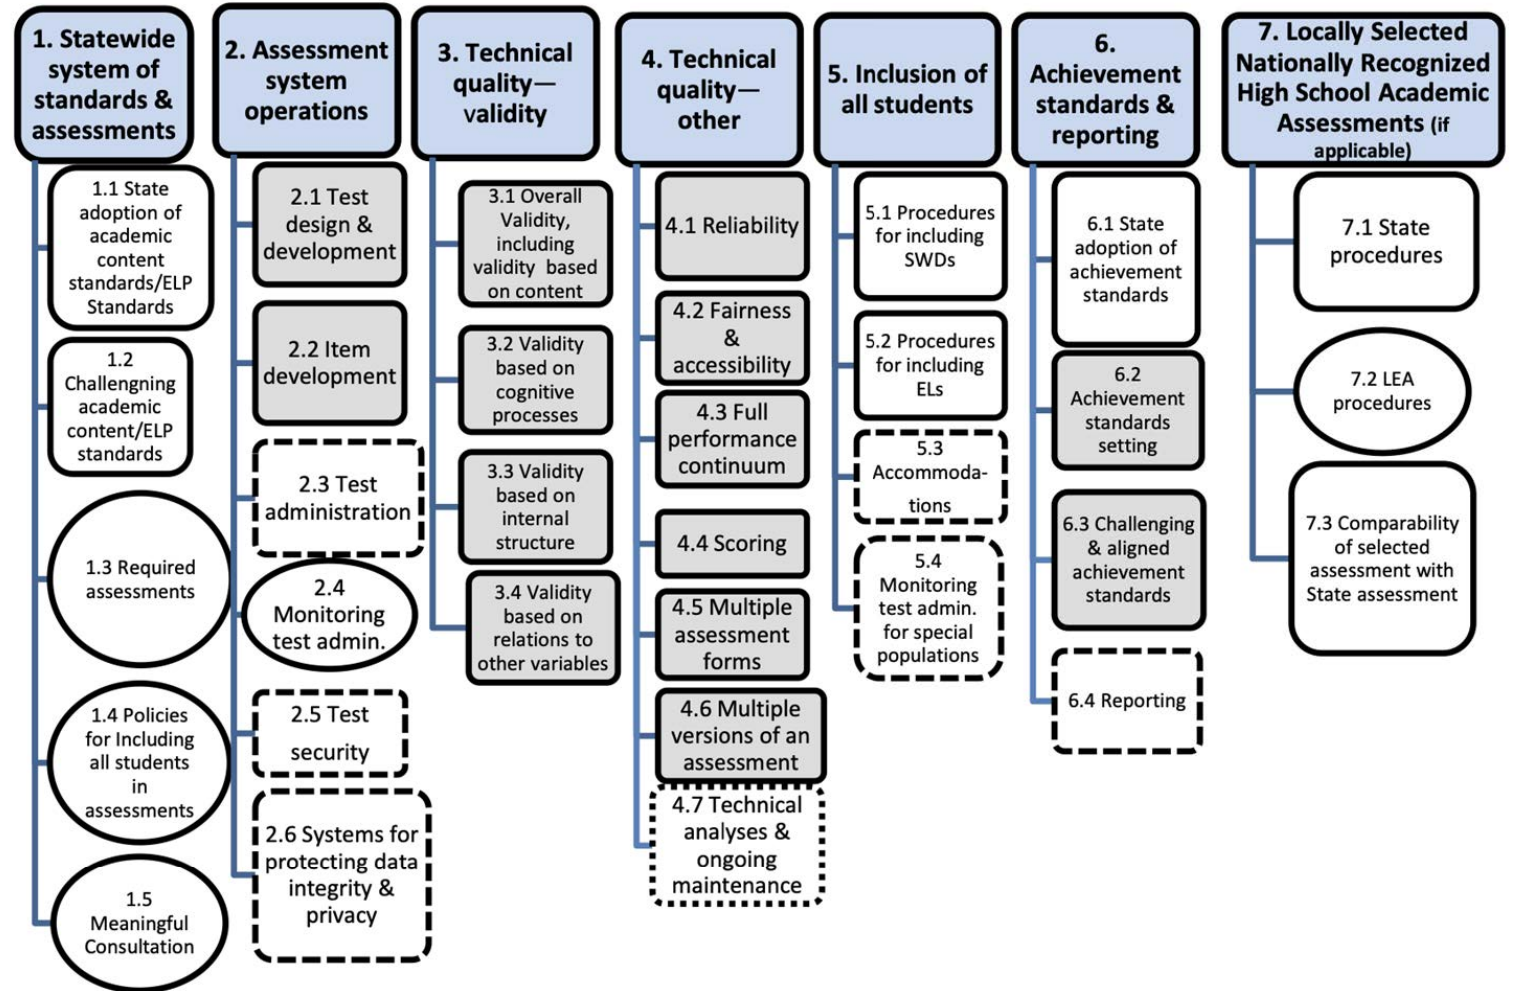 1. Statewide
system of
standards &
assessments
1.1 State
adoption of
academic
content
standards/ELP
Standards
1.2
Challengning
academic
content/ELP
standards
1.3 Required
assessments
1.4 Policies
for Including
all students
in
assessments
1.5
Meaningful
Consultation
2. Assessment
system
operations
2.1 Test
design &
development
2.2 Item
development
2.3 Test
administration
2.4
Monitoring
test admin.
2.5 Test
security
2.6 Systems for
protecting data
integrity &
privacy
3. Technical
quality—
validity
3.1 Overall
Validity,
including
validity based
on content
3.2 Validity
based on
cognitive
processes
3.3 Validity
based on
internal
structure
3.4 Validity
based on
relations to
other variables
4. Technical
quality—
other
4.1 Reliability
4.2 Fairness
&
accessibility
4.3 Full
performance
continuum
4.4 Scoring
4.5 Multiple
assessment
forms
4.6 Multiple
versions of an
assessment
4.7 Technical
analyses &
ongoing
maintenance
5. Inclusion of
all students
5.1 Procedures
for including
SWDs
5.2 Procedures
for including
ELs
5.3
Accommoda-
tions
5.4
Monitoring
test admin.
for special
populations
6.
Achievement
standards &
reporting
6.1 State
adoption of
achievement
standards
6.2
Achievement
standards
setting
6.3 Challenging
& aligned
achievement
standards
6.4 Reporting
7. Locally Selected
Nationally Recognized
High School Academic
Assessments (if
applicable)
7.1 State
procedures
7.2 LEA
procedures
7.3 Comparability
of selected
assessment with
State assessment